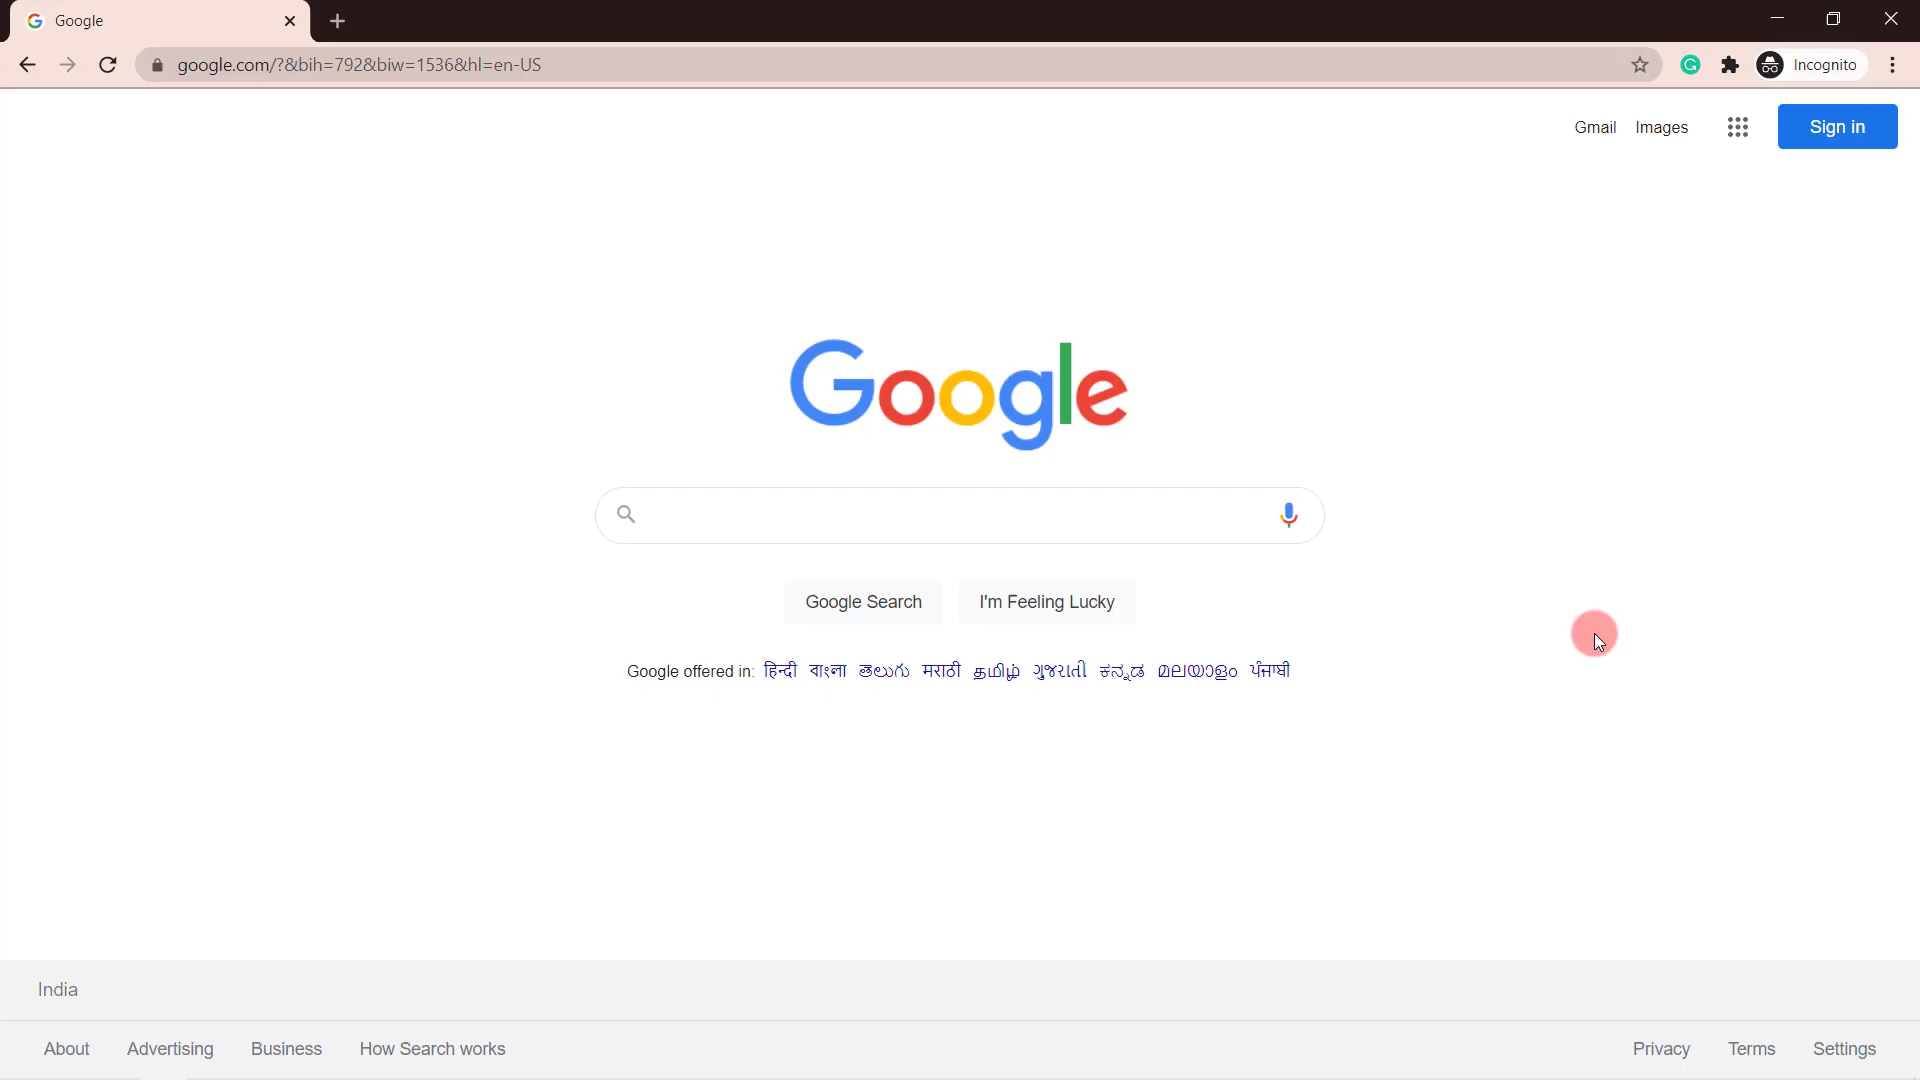 Google
google.com/?&bih=792&biw=1536&hl=en-US
Incognito
Gmail Images
Sign in
Google
Google Search I'm Feeling Lucky
Google offered in: हिन्दी বাংলা తెలుగు मराठी தமிழ் ગુજરાતી ಕನ್ನಡ മലയാളം ਪੰਜਾਬੀ
India
About Advertising Business How Search works
Privacy Terms Settings